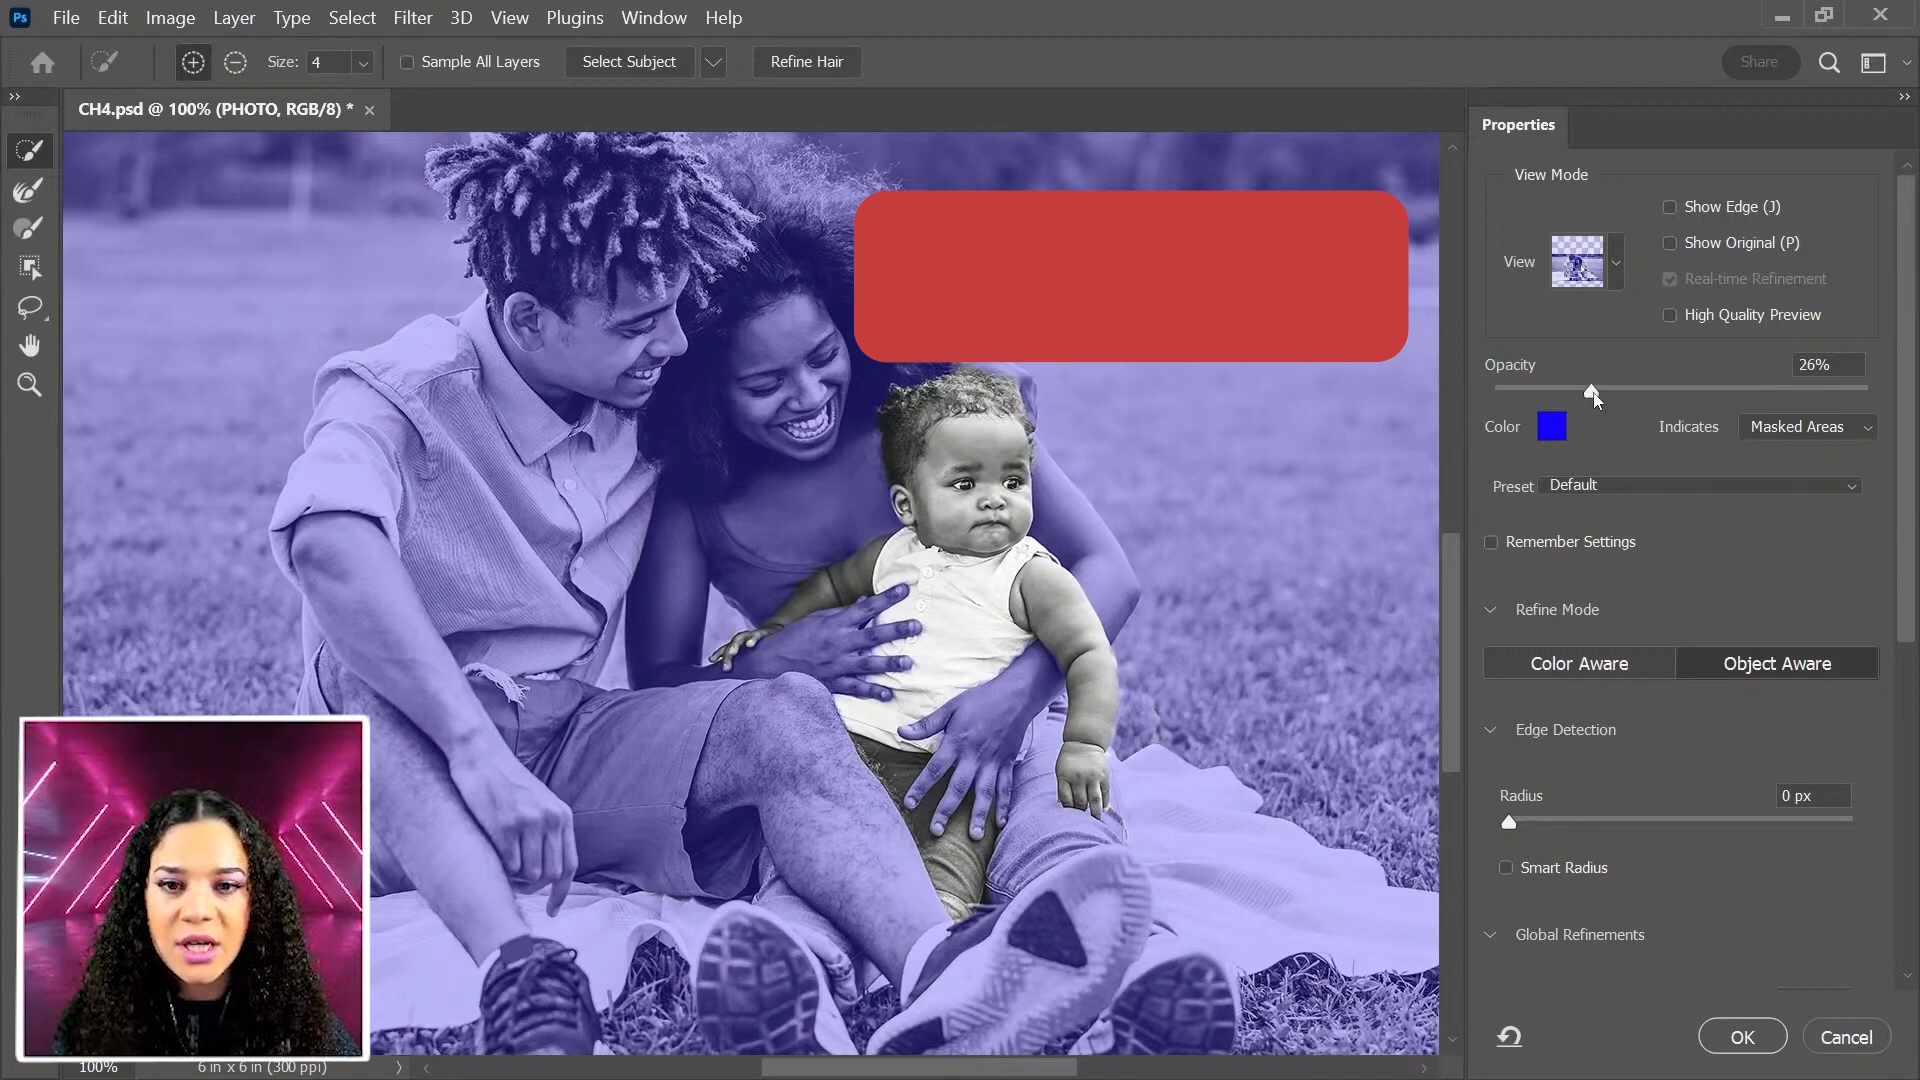 Ps File Edit Image Layer Type Select Filter 3D View Plugins Window Help
Size: 4 Sample All Layers Select Subject Refine Hair Share
CH4.psd @ 100% (PHOTO, RGB/8) *
Properties
View Mode
Show Edge (J)
Show Original (P)
View
Real-time Refinement
High Quality Preview
Opacity 26%
Color Indicates Masked Areas
Preset Default
Remember Settings
Refine Mode
Color Aware Object Aware
Edge Detection
Radius 0 px
Smart Radius
Global Refinements
OK Cancel
100% 6 in x 6 in (300 ppi)